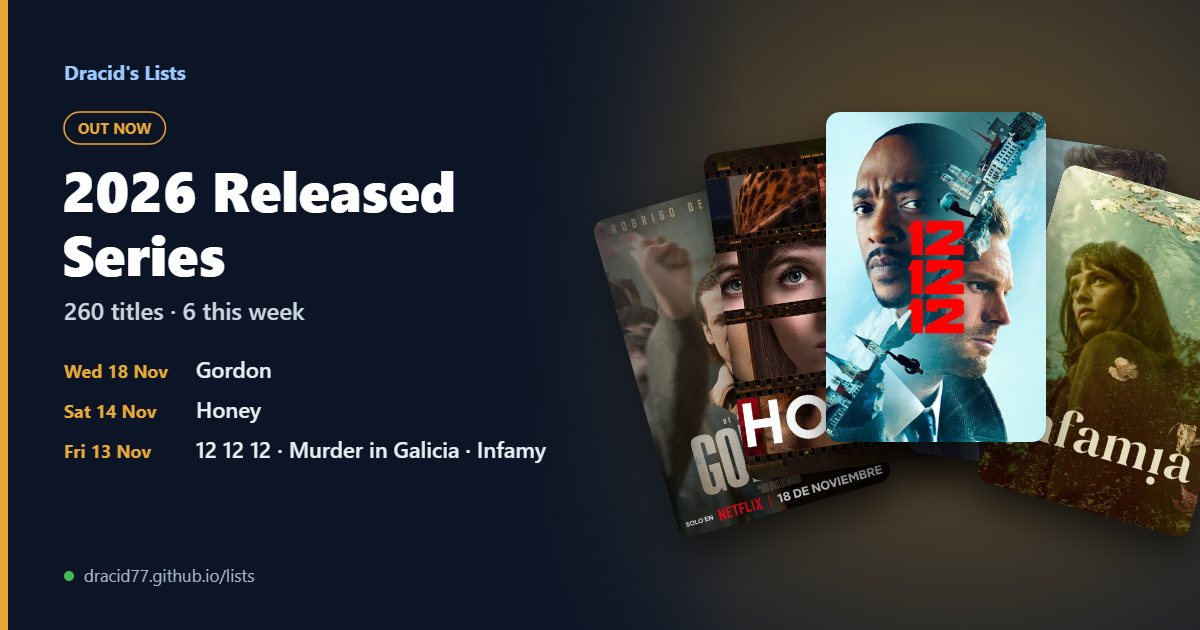 Dracid's Lists
OUT NOW
2026 Released
Series
260 titles · 6 this week
Wed 18 Nov Gordon
Sat 14 Nov Honey
Fri 13 Nov 12 12 12 · Murder in Galicia · Infamy
dracid77.github.io/lists
RODRIGO DE
GO
SOLO EN NETFLIX | 18 DE NOVIEMBRE
HO
12
12
12
nfamia